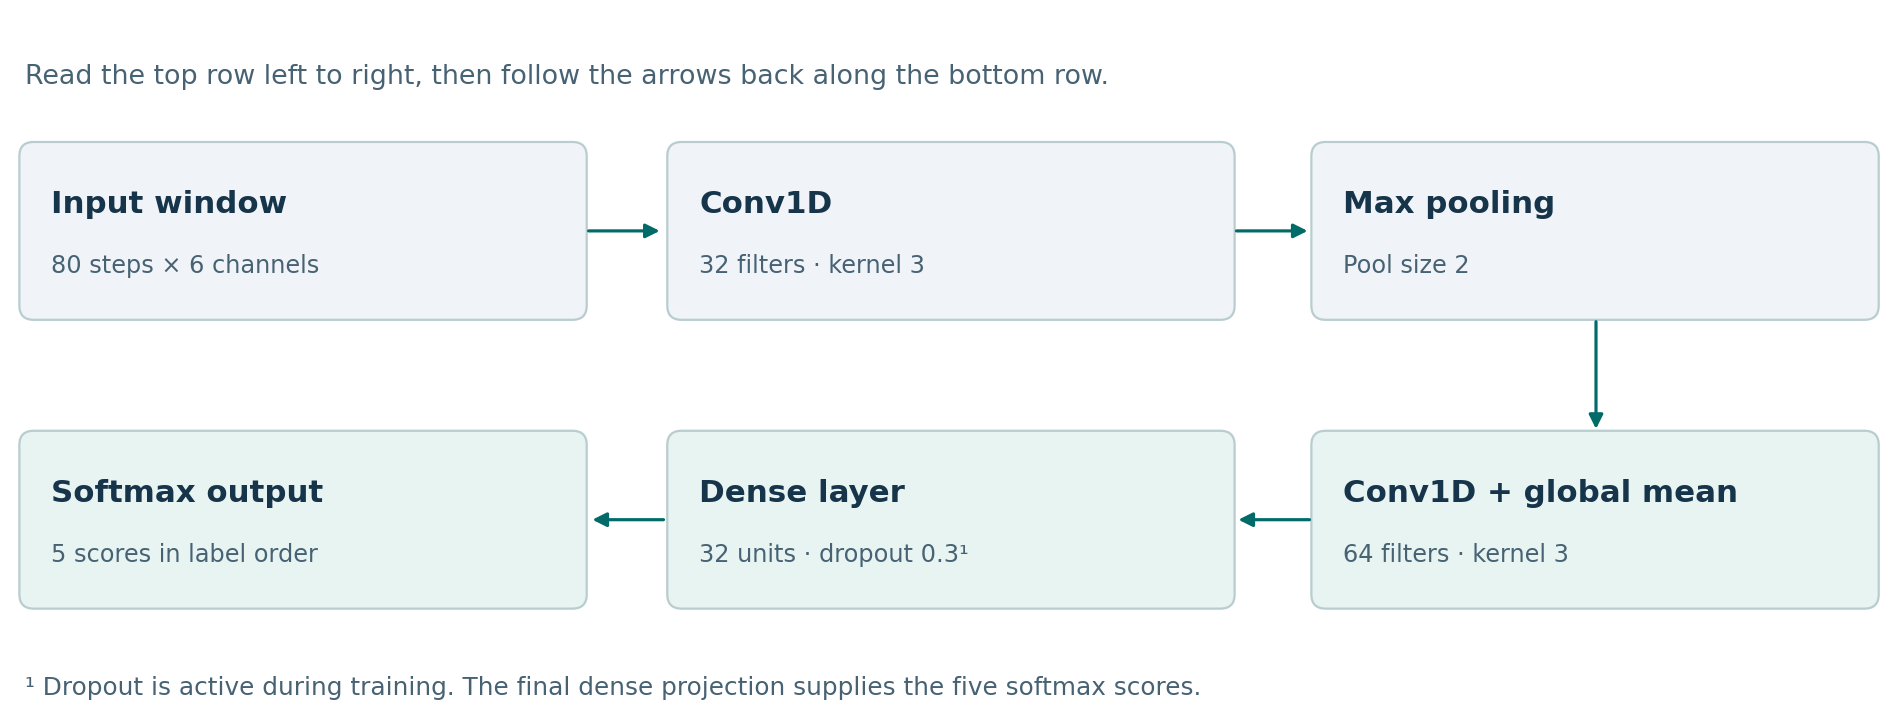 Read the top row left to right, then follow the arrows back along the bottom row.
Input window
80 steps × 6 channels
Conv1D
32 filters · kernel 3
Max pooling
Pool size 2
Conv1D + global mean
64 filters · kernel 3
Dense layer
32 units · dropout 0.3¹
Softmax output
5 scores in label order
¹ Dropout is active during training. The final dense projection supplies the five softmax scores.